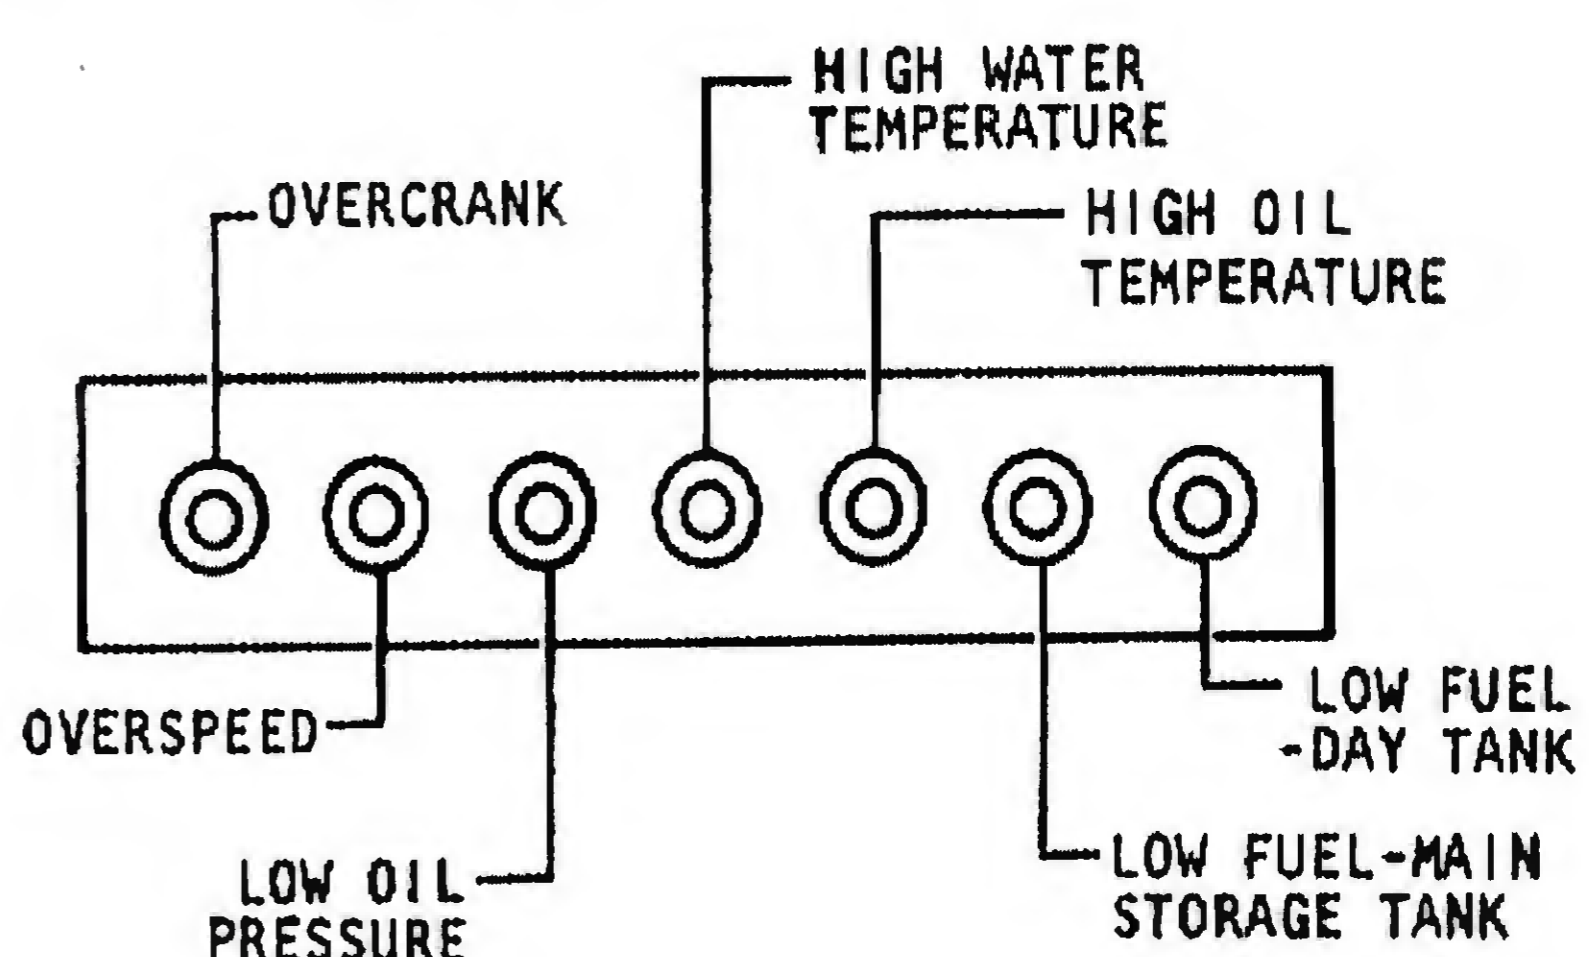 HIGH WATER
TEMPERATURE
OVERCRANK
HIGH OIL
TEMPERATURE
OVERSPEED
LOW FUEL
-DAY TANK
LOW OIL
PRESSURE
LOW FUEL-MAIN
STORAGE TANK